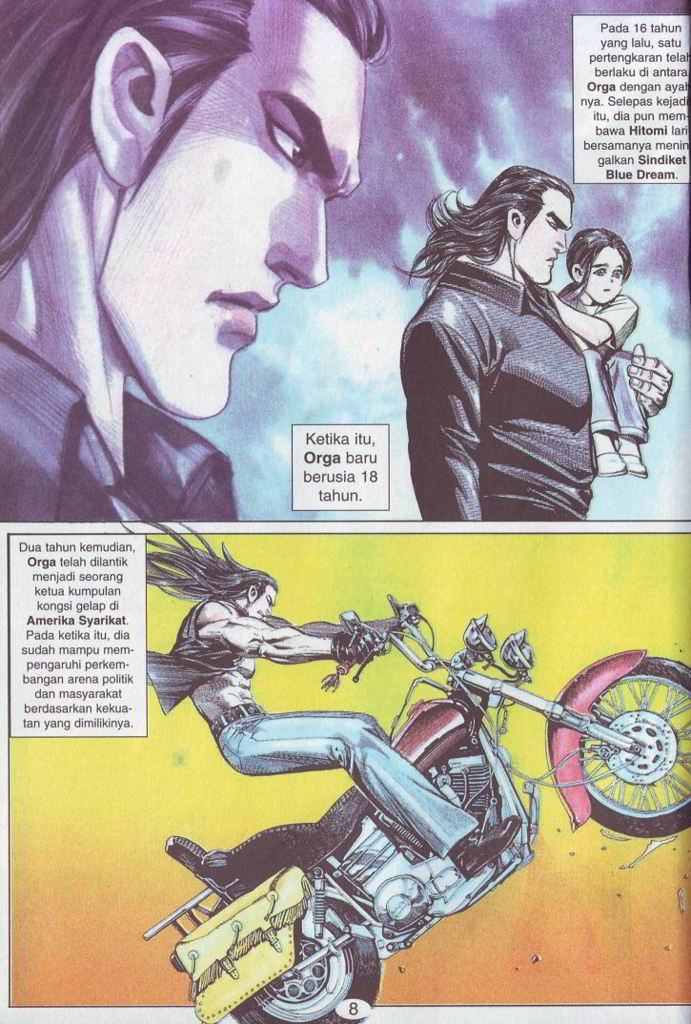 Pada 16 tahun
yang lalu, satu
pertengkaran telah
berlaku di antara
Orga dengan ayah
nya. Selepas kejadi
itu, dia pun mem-
bawa Hitomi lari
bersamanya menin
galkan Sindiket
Blue Dream.
Ketika itu,
Orga baru
berusia 18
tahun.
Dua tahun kemudian,
Orga telah dilantik
menjadi seorang
ketua kumpulan
kongsi gelap di
Amerika Syarikat.
Pada ketika itu, dia
sudah mampu mem-
pengaruhi perkem-
bangan arena politik
dan masyarakat
berdasarkan kekua-
tan yang dimilikinya.
8